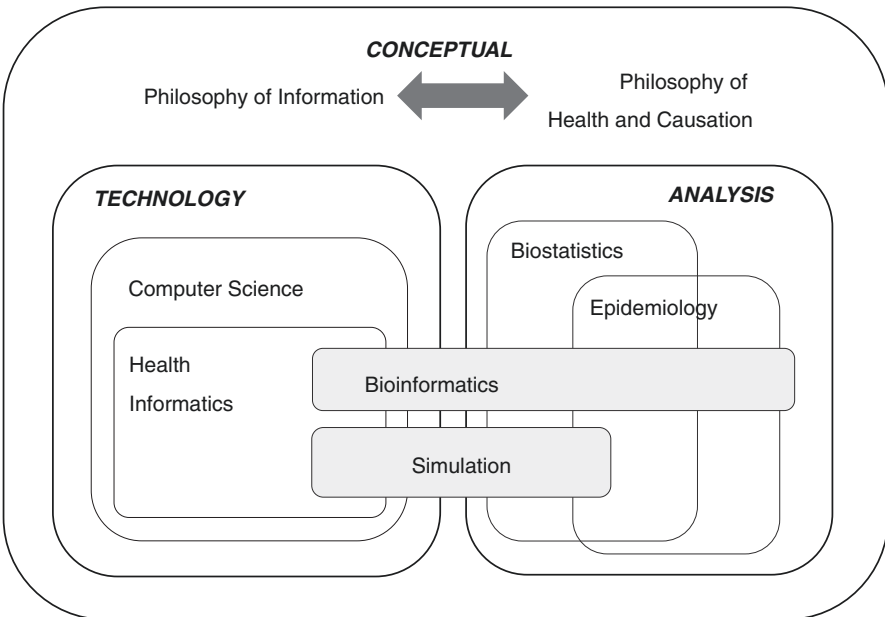 CONCEPTUAL
Philosophy of Information
Philosophy of
Health and Causation
TECHNOLOGY
Computer Science
Health
Informatics
ANALYSIS
Biostatistics
Epidemiology
Bioinformatics
Simulation